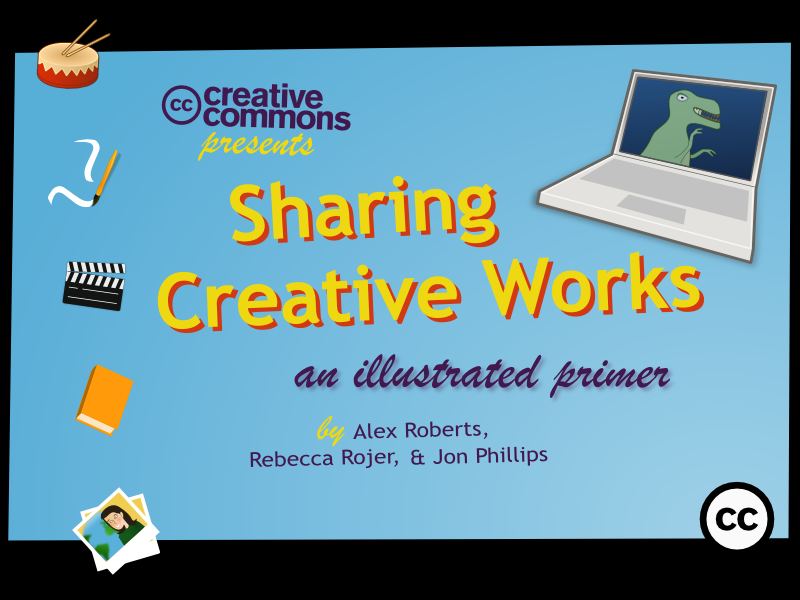 cc creative
commons
presents
Sharing
Creative Works
an illustrated primer
by Alex Roberts,
Rebecca Rojer, & Jon Phillips
cc